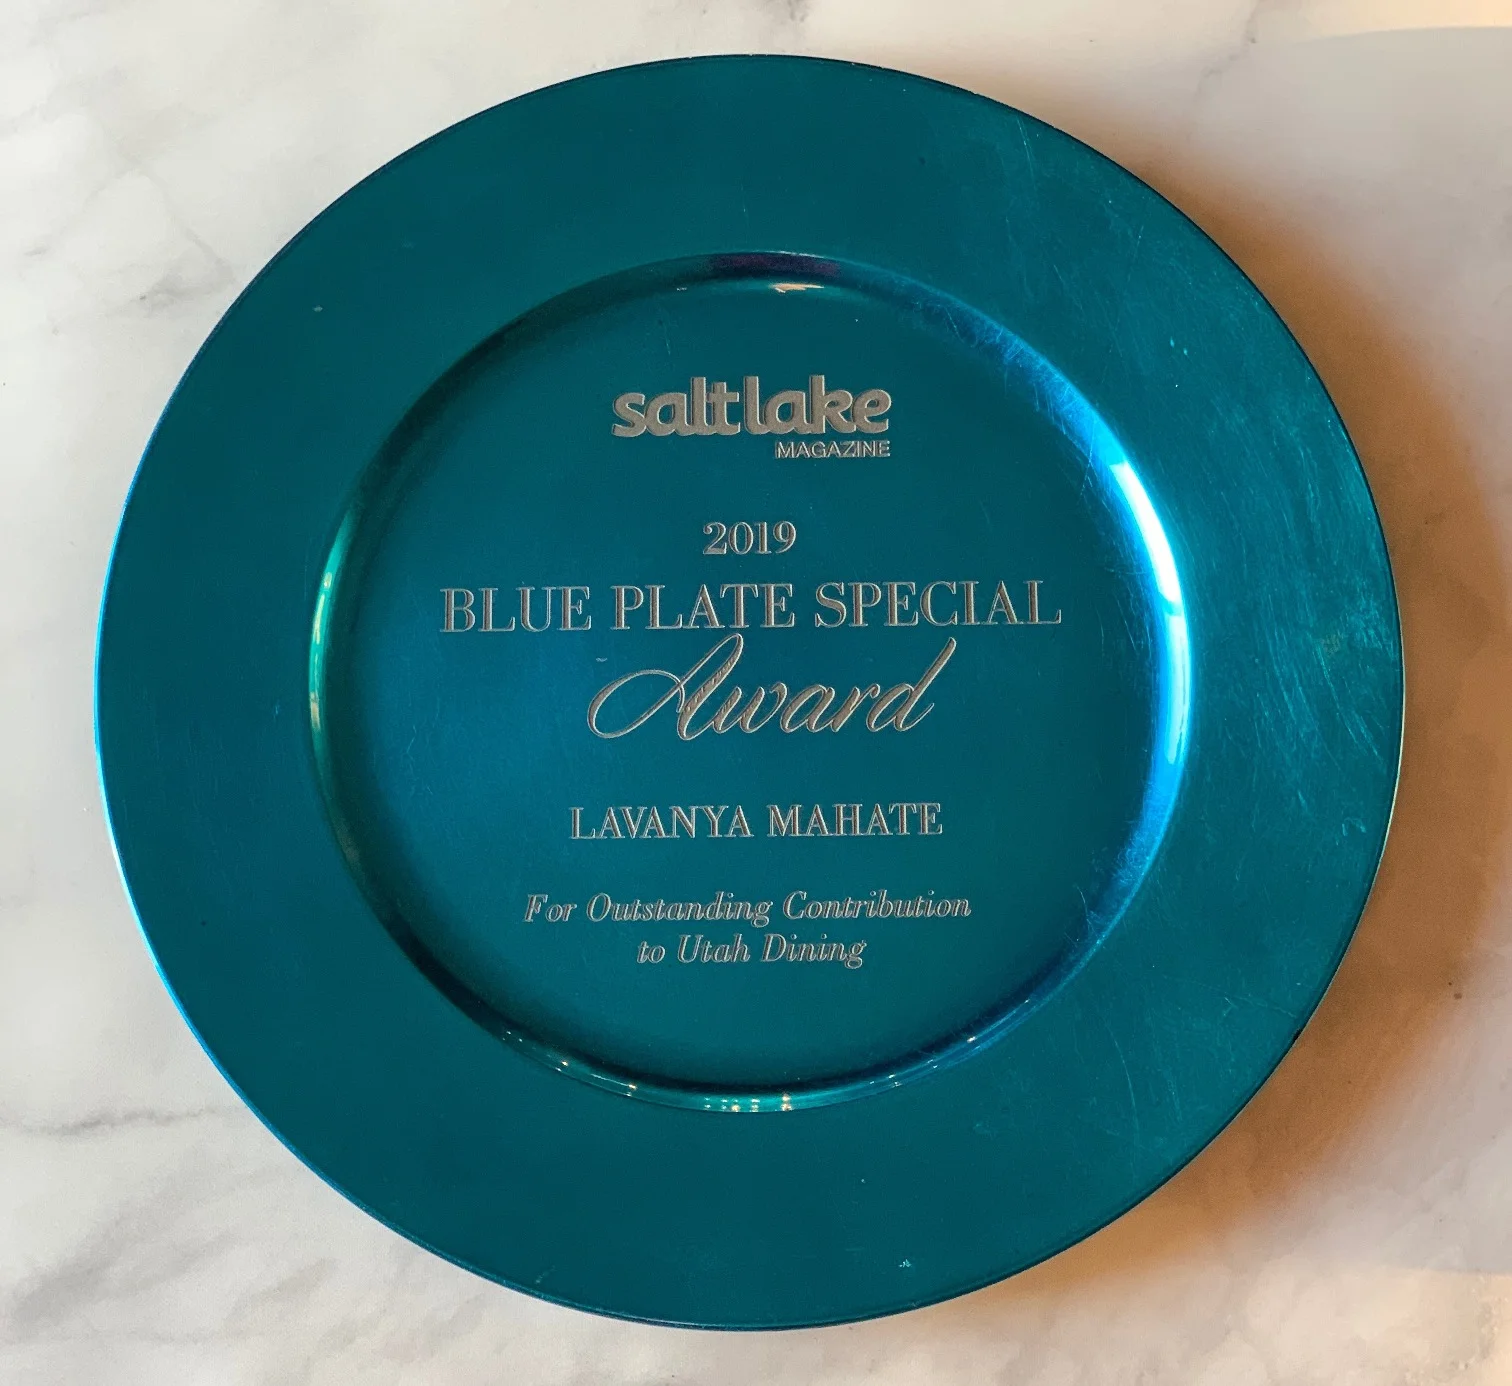 saltlake
MAGAZINE
2019
BLUE PLATE SPECIAL
Award
LAVANYA MAHATE
For Outstanding Contribution
to Utah Dining